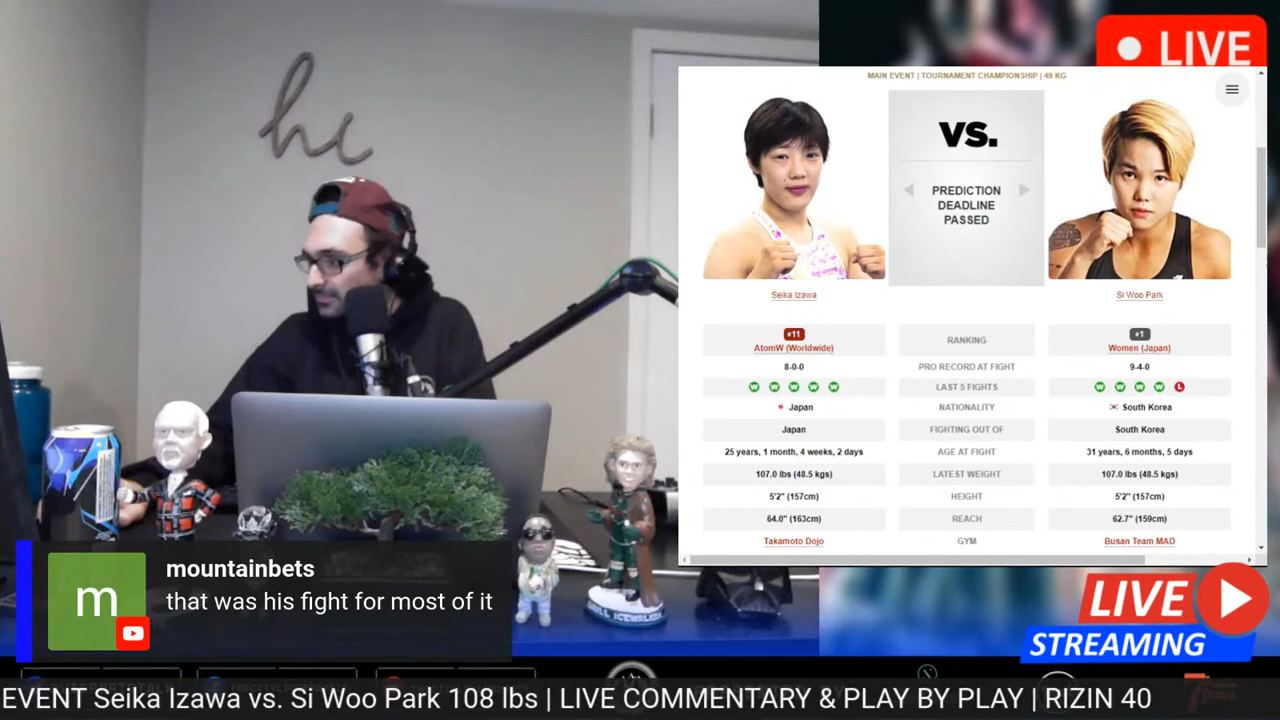 hi
LIVE
MAIN EVENT | TOURNAMENT CHAMPIONSHIP | 49 KG
VS.
PREDICTION
DEADLINE
PASSED
Seika Izawa
Si Woo Park
#11
AtomW (Worldwide)
RANKING
#1
Women (Japan)
8-0-0
PRO RECORD AT FIGHT
9-4-0
W W W W W
LAST 5 FIGHTS
W W W W L
Japan
NATIONALITY
South Korea
Japan
FIGHTING OUT OF
South Korea
25 years, 1 month, 4 weeks, 2 days
AGE AT FIGHT
31 years, 6 months, 5 days
107.0 lbs (48.5 kgs)
LATEST WEIGHT
107.0 lbs (48.5 kgs)
5'2" (157cm)
HEIGHT
5'2" (157cm)
64.0" (163cm)
REACH
62.7" (159cm)
Takamoto Dojo
GYM
Busan Team MAD
m
mountainbets
that was his fight for most of it
LIVE
STREAMING
EVENT Seika Izawa vs. Si Woo Park 108 lbs | LIVE COMMENTARY & PLAY BY PLAY | RIZIN 40